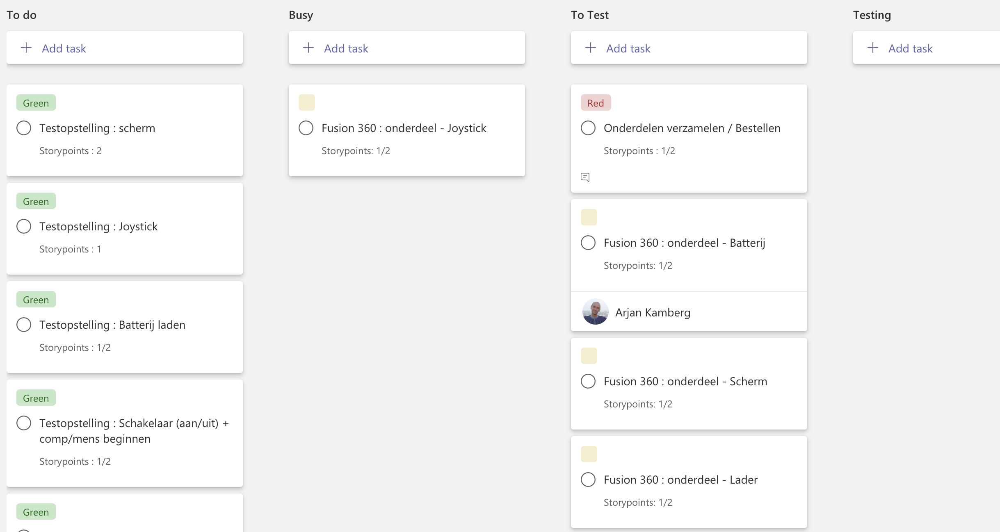 To do
Add task
Green
Testopstelling : scherm
Storypoints : 2
Green
Testopstelling : Joystick
Storypoints : 1
Green
Testopstelling : Batterij laden
Storypoints : 1/2
Green
Testopstelling : Schakelaar (aan/uit) +
comp/mens beginnen
Storypoints : 1/2
Green
Busy
Add task
Fusion 360 : onderdeel - Joystick
Storypoints: 1/2
To Test
Add task
Red
Onderdelen verzamelen / Bestellen
Storypoints : 1/2
Fusion 360 : onderdeel - Batterij
Storypoints: 1/2
Arjan Kamberg
Fusion 360 : onderdeel - Scherm
Storypoints: 1/2
Fusion 360 : onderdeel - Lader
Storypoints: 1/2
Testing
Add task